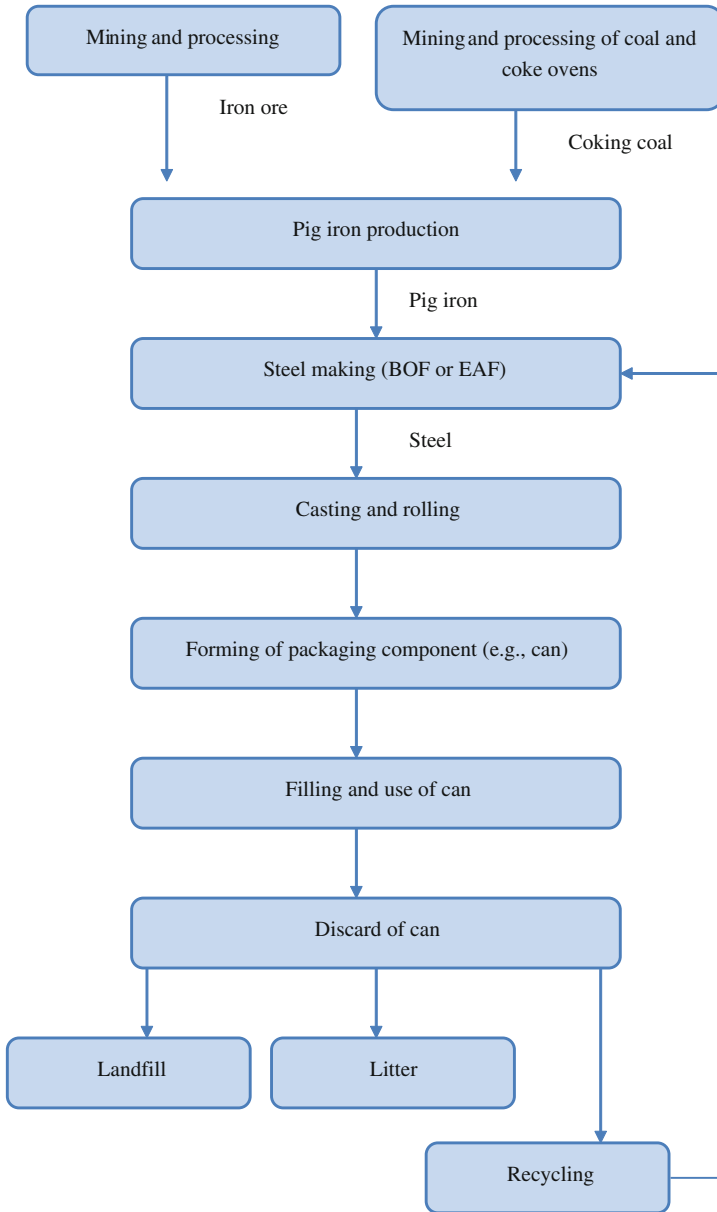 Mining and processing
Mining and processing of coal and
coke ovens
Iron ore
Coking coal
Pig iron production
Pig iron
Steel making (BOF or EAF)
Steel
Casting and rolling
Forming of packaging component (e.g., can)
Filling and use of can
Discard of can
Landfill
Litter
Recycling